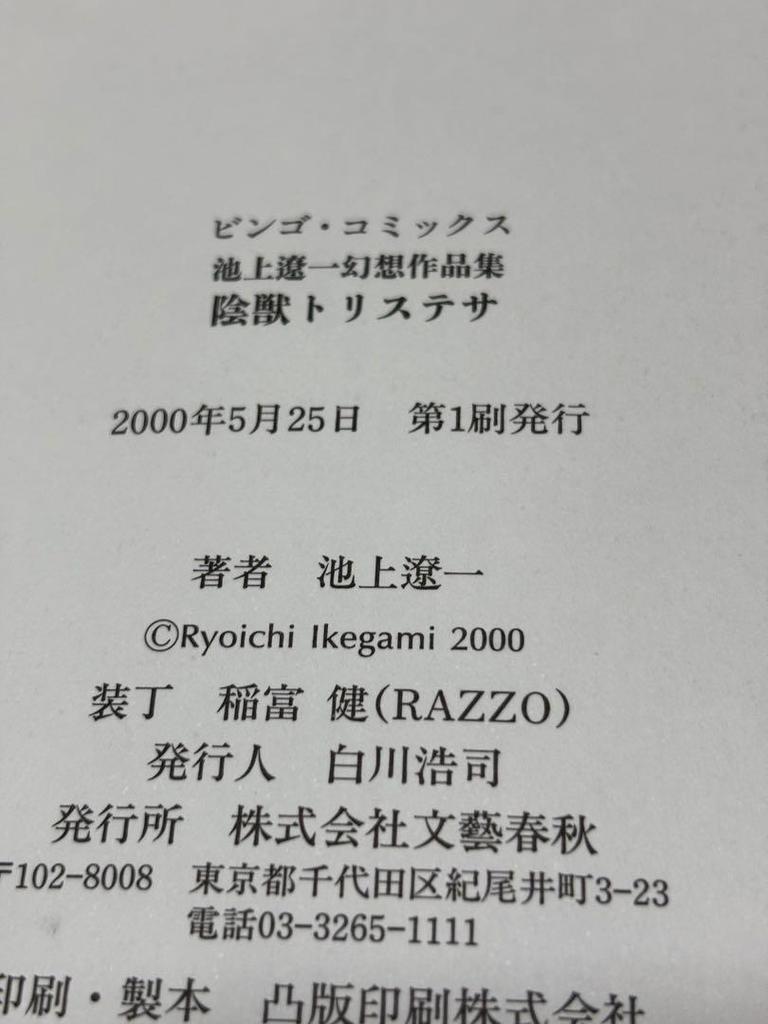 ビンゴ・コミックス
池上遼一幻想作品集
陰獣トリステサ
2000年5月25日　第1刷発行
著者　池上遼一
©Ryoichi Ikegami 2000
装丁　稲富 健(RAZZO)
発行人　白川浩司
発行所　株式会社文藝春秋
〒102-8008　東京都千代田区紀尾井町3-23
電話03-3265-1111
印刷・製本　凸版印刷株式会社